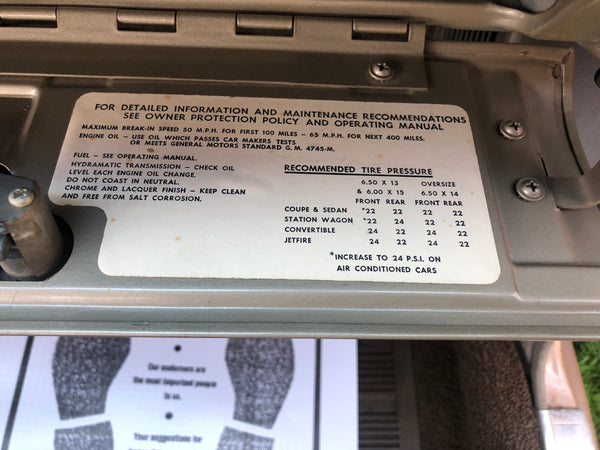 FOR DETAILED INFORMATION AND MAINTENANCE RECOMMENDATIONS
SEE OWNER PROTECTION POLICY AND OPERATING MANUAL
MAXIMUM BREAK-IN SPEED 50 M.P.H. FOR FIRST 100 MILES – 65 M.P.H. FOR NEXT 400 MILES.
ENGINE OIL – USE OIL WHICH PASSES CAR MAKERS TESTS
OR MEETS GENERAL MOTORS STANDARD G.M. 4745-M.
FUEL – SEE OPERATING MANUAL.
HYDRAMATIC TRANSMISSION – CHECK OIL
LEVEL EACH ENGINE OIL CHANGE.
DO NOT COAST IN NEUTRAL.
CHROME AND LACQUER FINISH – KEEP CLEAN
AND FREE FROM SALT CORROSION.
RECOMMENDED TIRE PRESSURE
6.50 X 13 OVERSIZE
& 6.00 X 15 6.50 X 14
FRONT REAR FRONT REAR
COUPE & SEDAN *22 22 22 22
STATION WAGON *22 24 22 22
CONVERTIBLE 24 22 24 22
JETFIRE 24 22 24 22
*INCREASE TO 24 P.S.I. ON
AIR CONDITIONED CARS
Our customers are
the most important people
to us.
Your suggestions for